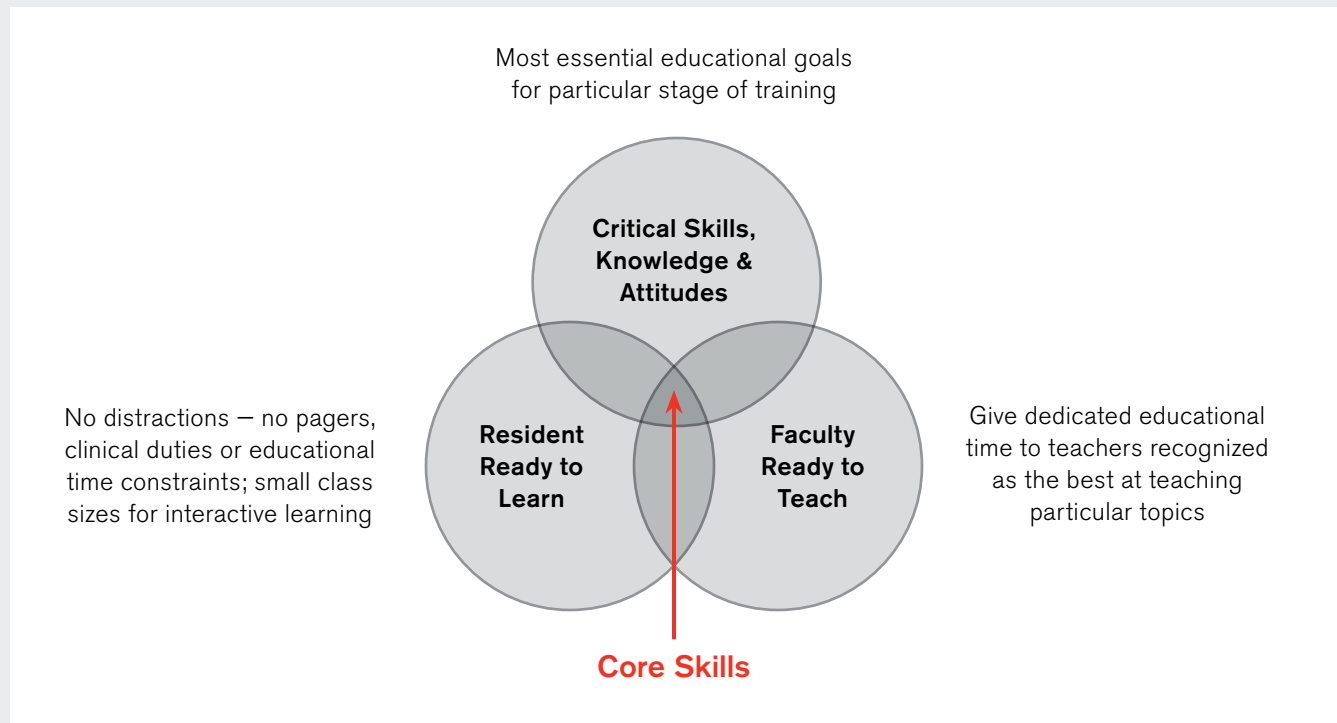 Most essential educational goals
for particular stage of training
Critical Skills,
Knowledge &
Attitudes
No distractions – no pagers,
clinical duties or educational
time constraints; small class
sizes for interactive learning
Resident
Ready to
Learn
Faculty
Ready to
Teach
Give dedicated educational
time to teachers recognized
as the best at teaching
particular topics
Core Skills